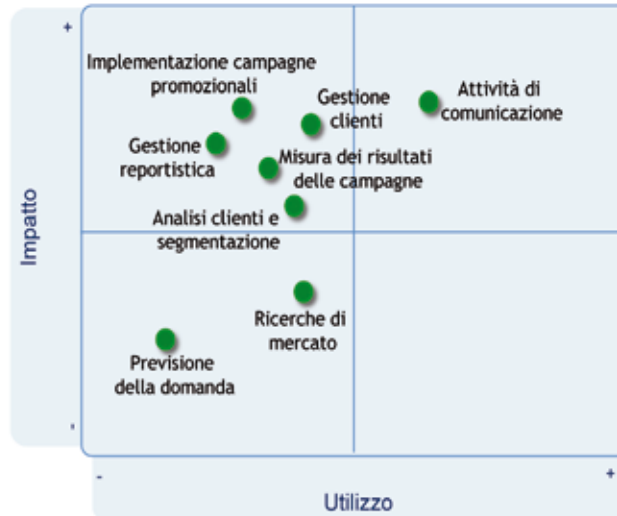 +
Implementazione campagne
promozionali
Gestione
clienti
Attività di
comunicazione
Gestione
reportistica
Misura dei risultati
delle campagne
Analisi clienti e
segmentazione
Impatto
Ricerche di
mercato
Previsione
della domanda
-
-
+
Utilizzo